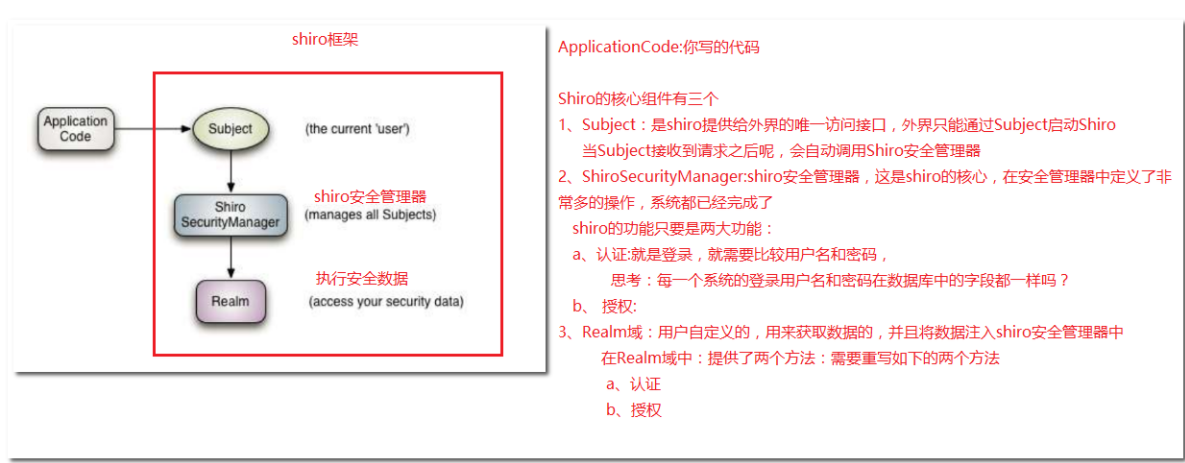 shiro框架
Application
Code
Subject
(the current 'user')
shiro安全管理器
Shiro
SecurityManager
(manages all Subjects)
执行安全数据
Realm
(access your security data)
ApplicationCode:你写的代码
Shiro的核心组件有三个
1、Subject：是shiro提供给外界的唯一访问接口，外界只能通过Subject启动Shiro
当Subject接收到请求之后呢，会自动调用Shiro安全管理器
2、ShiroSecurityManager:shiro安全管理器，这是shiro的核心，在安全管理器中定义了非
常多的操作，系统都已经完成了
shiro的功能只要是两大功能：
a、认证:就是登录，就需要比较用户名和密码，
思考：每一个系统的登录用户名和密码在数据库中的字段都一样吗？
b、 授权:
3、Realm域：用户自定义的，用来获取数据的，并且将数据注入shiro安全管理器中
在Realm域中：提供了两个方法：需要重写如下的两个方法
a、认证
b、授权